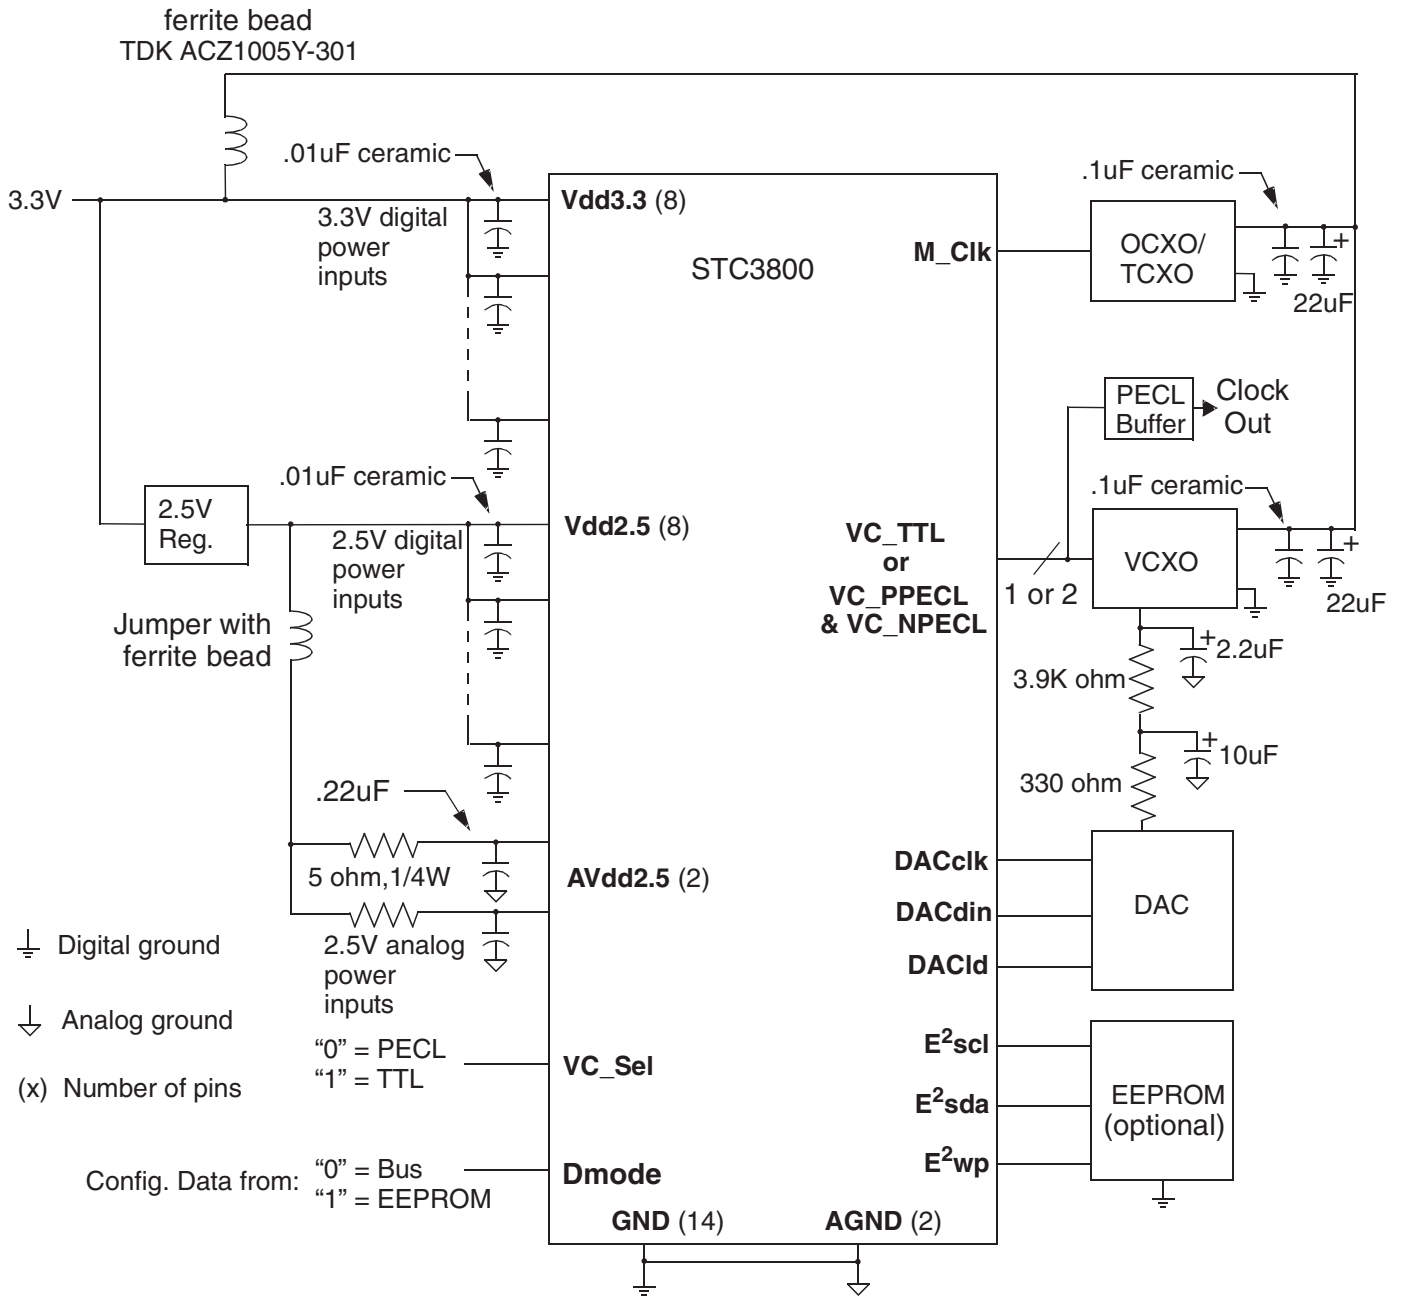 ferrite bead
TDK ACZ1005Y-301
.01uF ceramic
3.3V
3.3V digital
power
inputs
Vdd3.3 (8)
STC3800
M_Clk
.1uF ceramic
OCXO/
TCXO
+
22uF
PECL
Buffer
Clock
Out
.01uF ceramic
2.5V
Reg.
2.5V digital
power
inputs
Vdd2.5 (8)
VC_TTL
or
VC_PPECL
& VC_NPECL
1 or 2
.1uF ceramic
VCXO
+
22uF
Jumper with
ferrite bead
+
2.2uF
3.9K ohm
+
10uF
330 ohm
.22uF
5 ohm,1/4W
AVdd2.5 (2)
2.5V analog
power
inputs
DACclk
DACdin
DACld
DAC
Digital ground
Analog ground
(x) Number of pins
“0” = PECL
“1” = TTL
VC_Sel
E²scl
E²sda
E²wp
EEPROM
(optional)
Config. Data from:
“0” = Bus
“1” = EEPROM
Dmode
GND (14)
AGND (2)